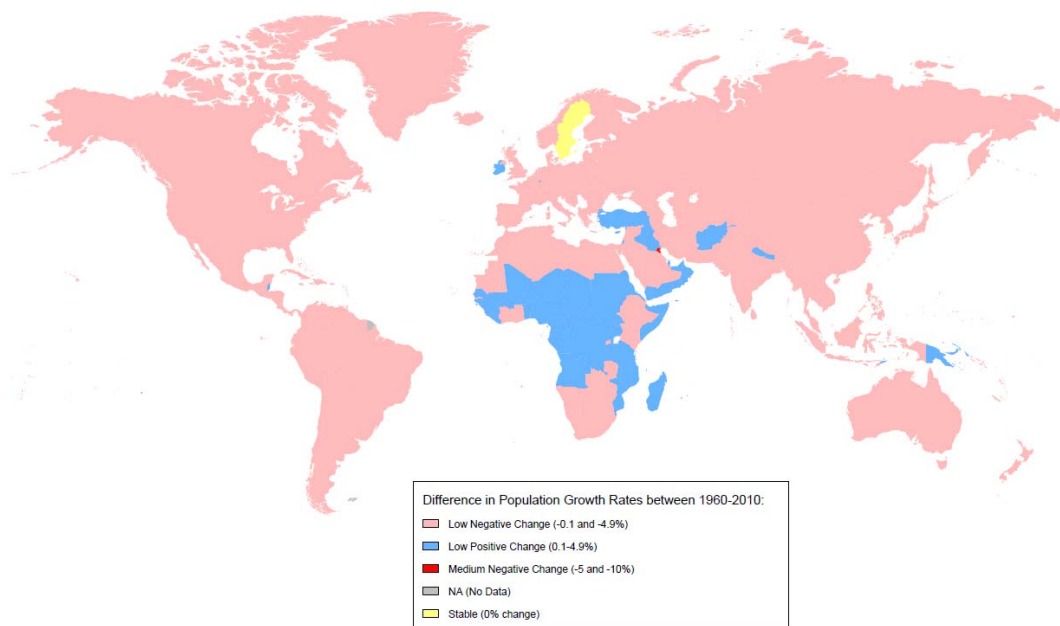 Difference in Population Growth Rates between 1960-2010:
Low Negative Change (-0.1 and -4.9%)
Low Positive Change (0.1-4.9%)
Medium Negative Change (-5 and -10%)
NA (No Data)
Stable (0% change)